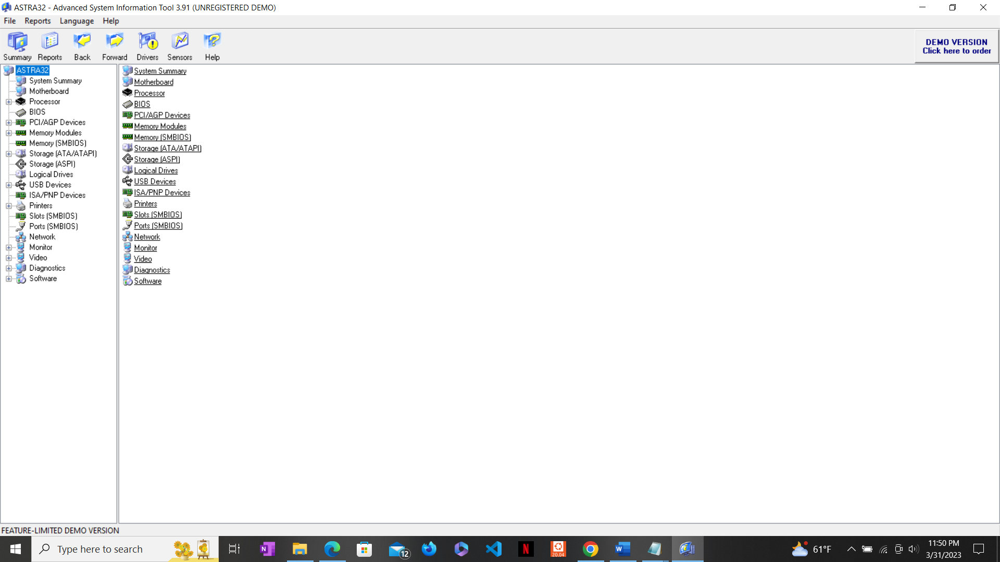 ASTRA32 - Advanced System Information Tool 3.91 (UNREGISTERED DEMO)
File Reports Language Help
Summary Reports Back Forward Drivers Sensors Help
DEMO VERSION
Click here to order
ASTRA32
System Summary
Motherboard
Processor
BIOS
PCI/AGP Devices
Memory Modules
Memory (SMBIOS)
Storage (ATA/ATAPI)
Storage (ASPI)
Logical Drives
USB Devices
ISA/PNP Devices
Printers
Slots (SMBIOS)
Ports (SMBIOS)
Network
Monitor
Video
Diagnostics
Software
System Summary
Motherboard
Processor
BIOS
PCI/AGP Devices
Memory Modules
Memory (SMBIOS)
Storage (ATA/ATAPI)
Storage (ASPI)
Logical Drives
USB Devices
ISA/PNP Devices
Printers
Slots (SMBIOS)
Ports (SMBIOS)
Network
Monitor
Video
Diagnostics
Software
FEATURE-LIMITED DEMO VERSION
Type here to search
N
12
N
20.04
W
61°F
11:50 PM
3/31/2023